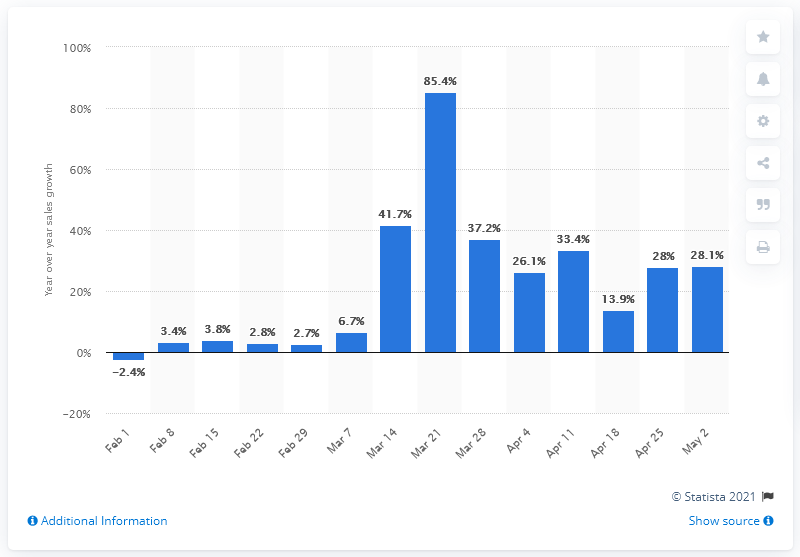 100%
80%
60%
40%
20%
0%
−20%
Year over year sales growth
−2.4%
3.4%
3.8%
2.8%
2.7%
6.7%
41.7%
85.4%
37.2%
26.1%
33.4%
13.9%
28%
28.1%
Feb 1
Feb 8
Feb 15
Feb 22
Feb 29
Mar 7
Mar 14
Mar 21
Mar 28
Apr 4
Apr 11
Apr 18
Apr 25
May 2
© Statista 2021
Additional Information
Show source